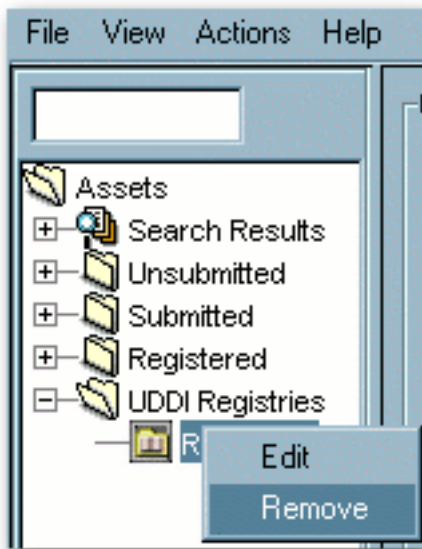 File View Actions Help
Assets
Search Results
Unsubmitted
Submitted
Registered
UDDI Registries
Edit
Remove